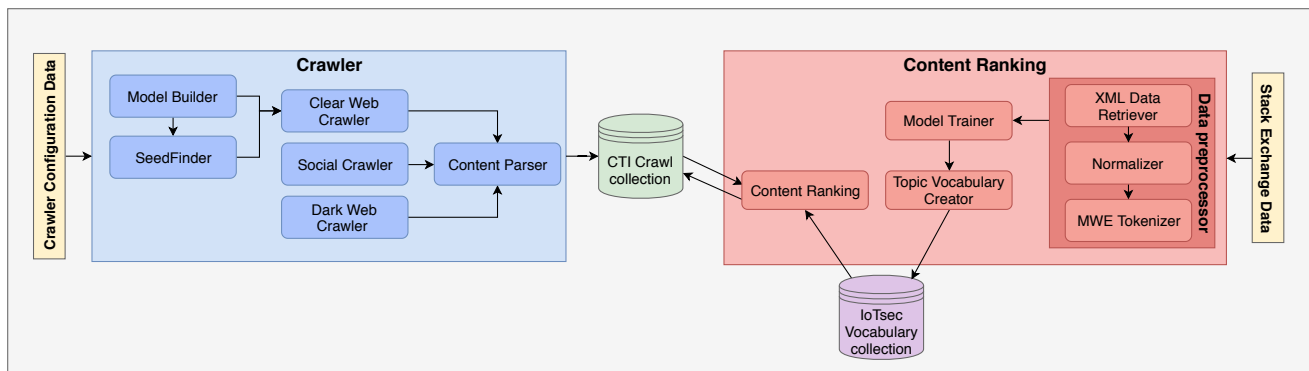 Crawler Configuration Data
Crawler
Model Builder
SeedFinder
Clear Web
Crawler
Social Crawler
Dark Web
Crawler
Content Parser
CTI Crawl
collection
Content Ranking
Content Ranking
Model Trainer
Topic Vocabulary
Creator
XML Data
Retriever
Normalizer
MWE Tokenizer
Data preprocessor
Stack Exchange Data
IoTsec
Vocabulary
collection